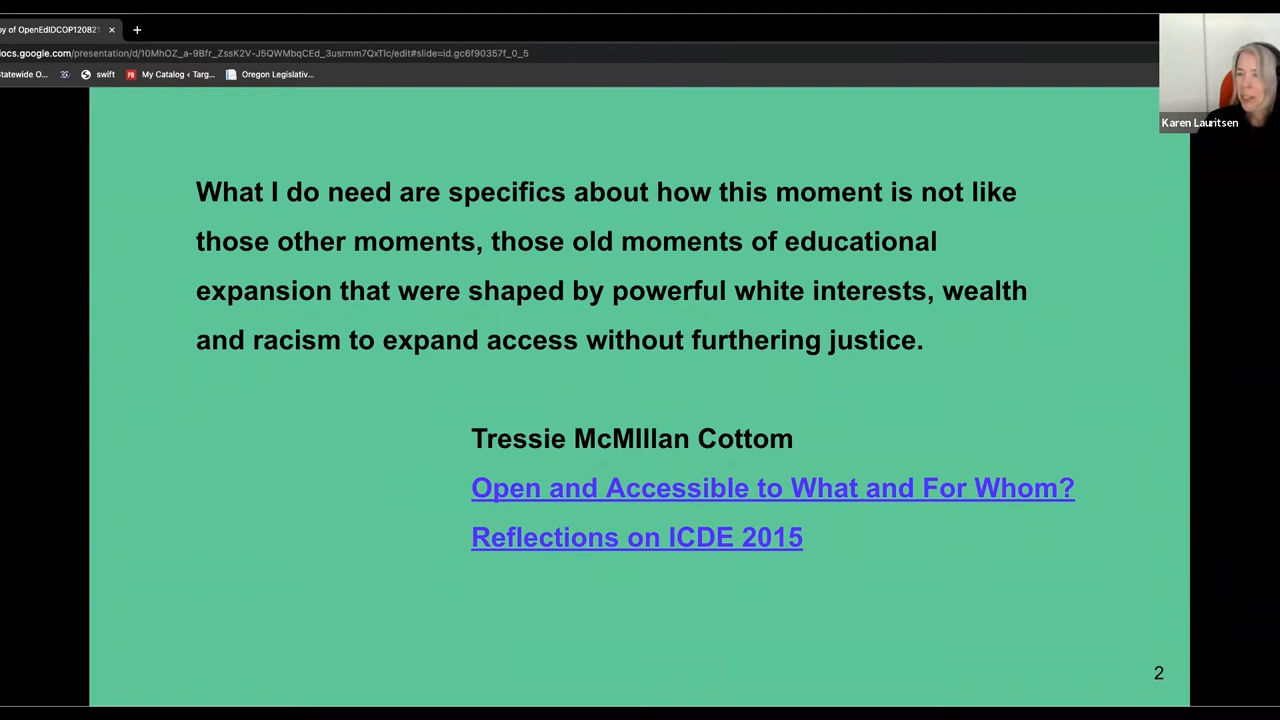 py of OpenEdIDCOP12082
docs.google.com/presentation/d/10MhOZ_a-9Bfr_ZssK2V-J5QWMbqCEd_3usrmm7QxTlc/edit#slide=id.gc6f90357f_0_5
Statewide O... swift My Catalog ‹ Targ... Oregon Legislativ...
Karen Lauritsen
What I do need are specifics about how this moment is not like
those other moments, those old moments of educational
expansion that were shaped by powerful white interests, wealth
and racism to expand access without furthering justice.
Tressie McMIllan Cottom
Open and Accessible to What and For Whom?
Reflections on ICDE 2015
2